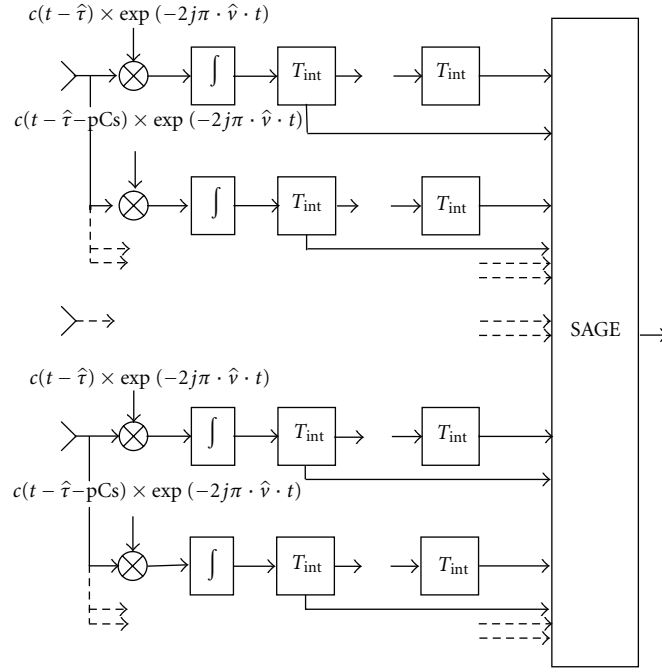 c(t − τ̂) × exp (−2jπ · ν̂ · t)
∫ T_int T_int
c(t − τ̂−pCs) × exp (−2jπ · ν̂ · t)
∫ T_int T_int
SAGE
c(t − τ̂) × exp (−2jπ · ν̂ · t)
∫ T_int T_int
c(t − τ̂−pCs) × exp (−2jπ · ν̂ · t)
∫ T_int T_int